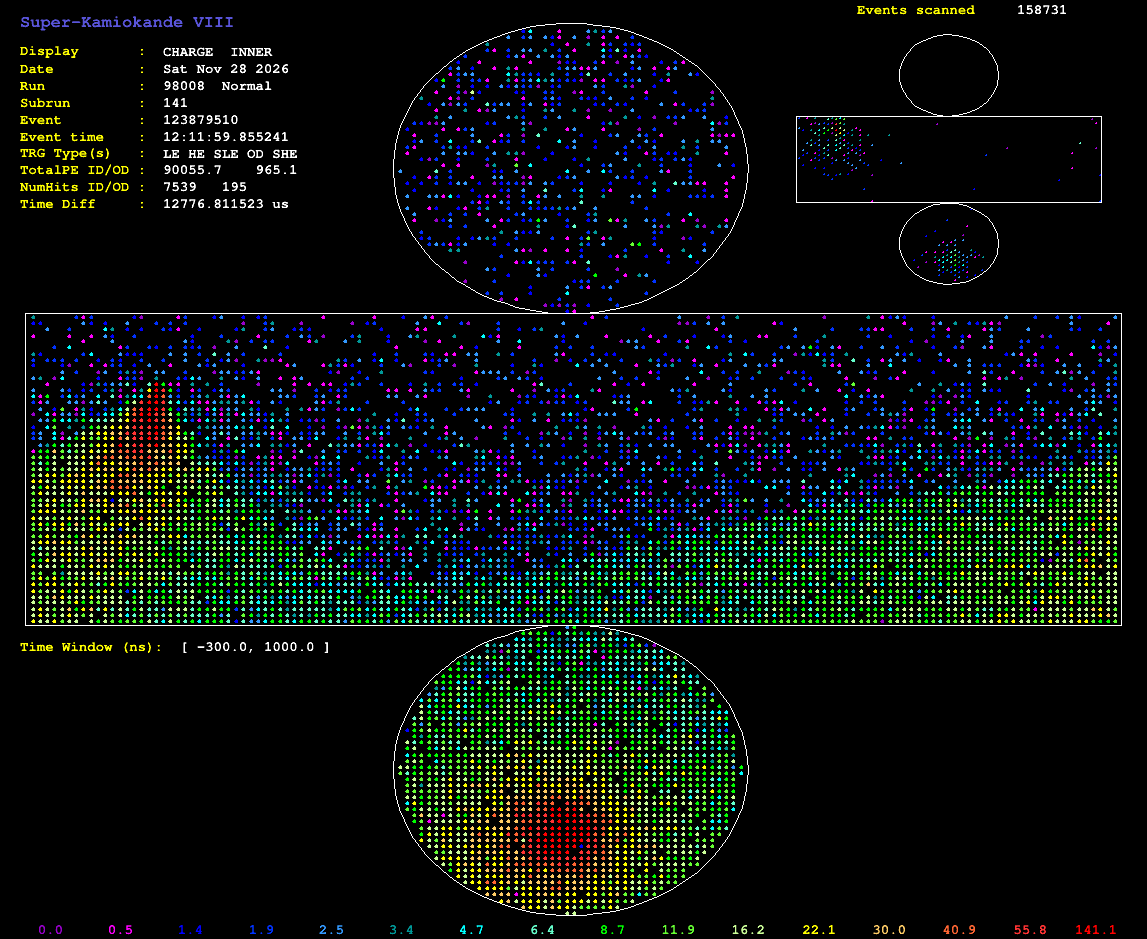 Super-Kamiokande VIII
Events scanned 158731
Display : CHARGE INNER
Date : Sat Nov 28 2026
Run : 98008 Normal
Subrun : 141
Event : 123879510
Event time : 12:11:59.855241
TRG Type(s) : LE HE SLE OD SHE
TotalPE ID/OD : 90055.7 965.1
NumHits ID/OD : 7539 195
Time Diff : 12776.811523 us
Time Window (ns): [ -300.0, 1000.0 ]
0.0 0.5 1.4 1.9 2.5 3.4 4.7 6.4 8.7 11.9 16.2 22.1 30.0 40.9 55.8 141.1